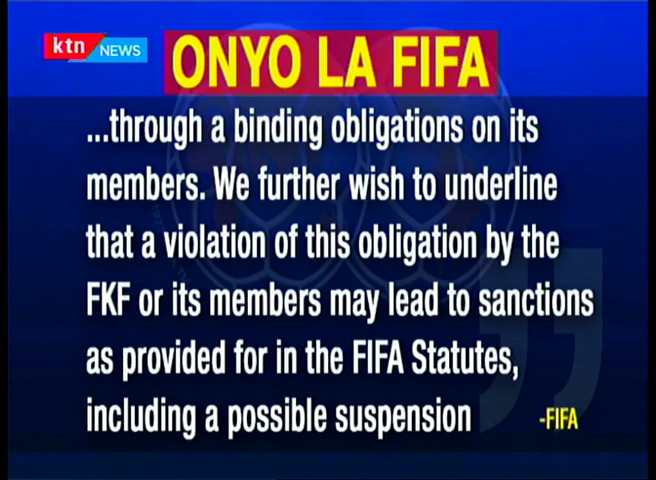 ktn NEWS
ONYO LA FIFA
...through a binding obligations on its
members. We further wish to underline
that a violation of this obligation by the
FKF or its members may lead to sanctions
as provided for in the FIFA Statutes,
including a possible suspension
-FIFA